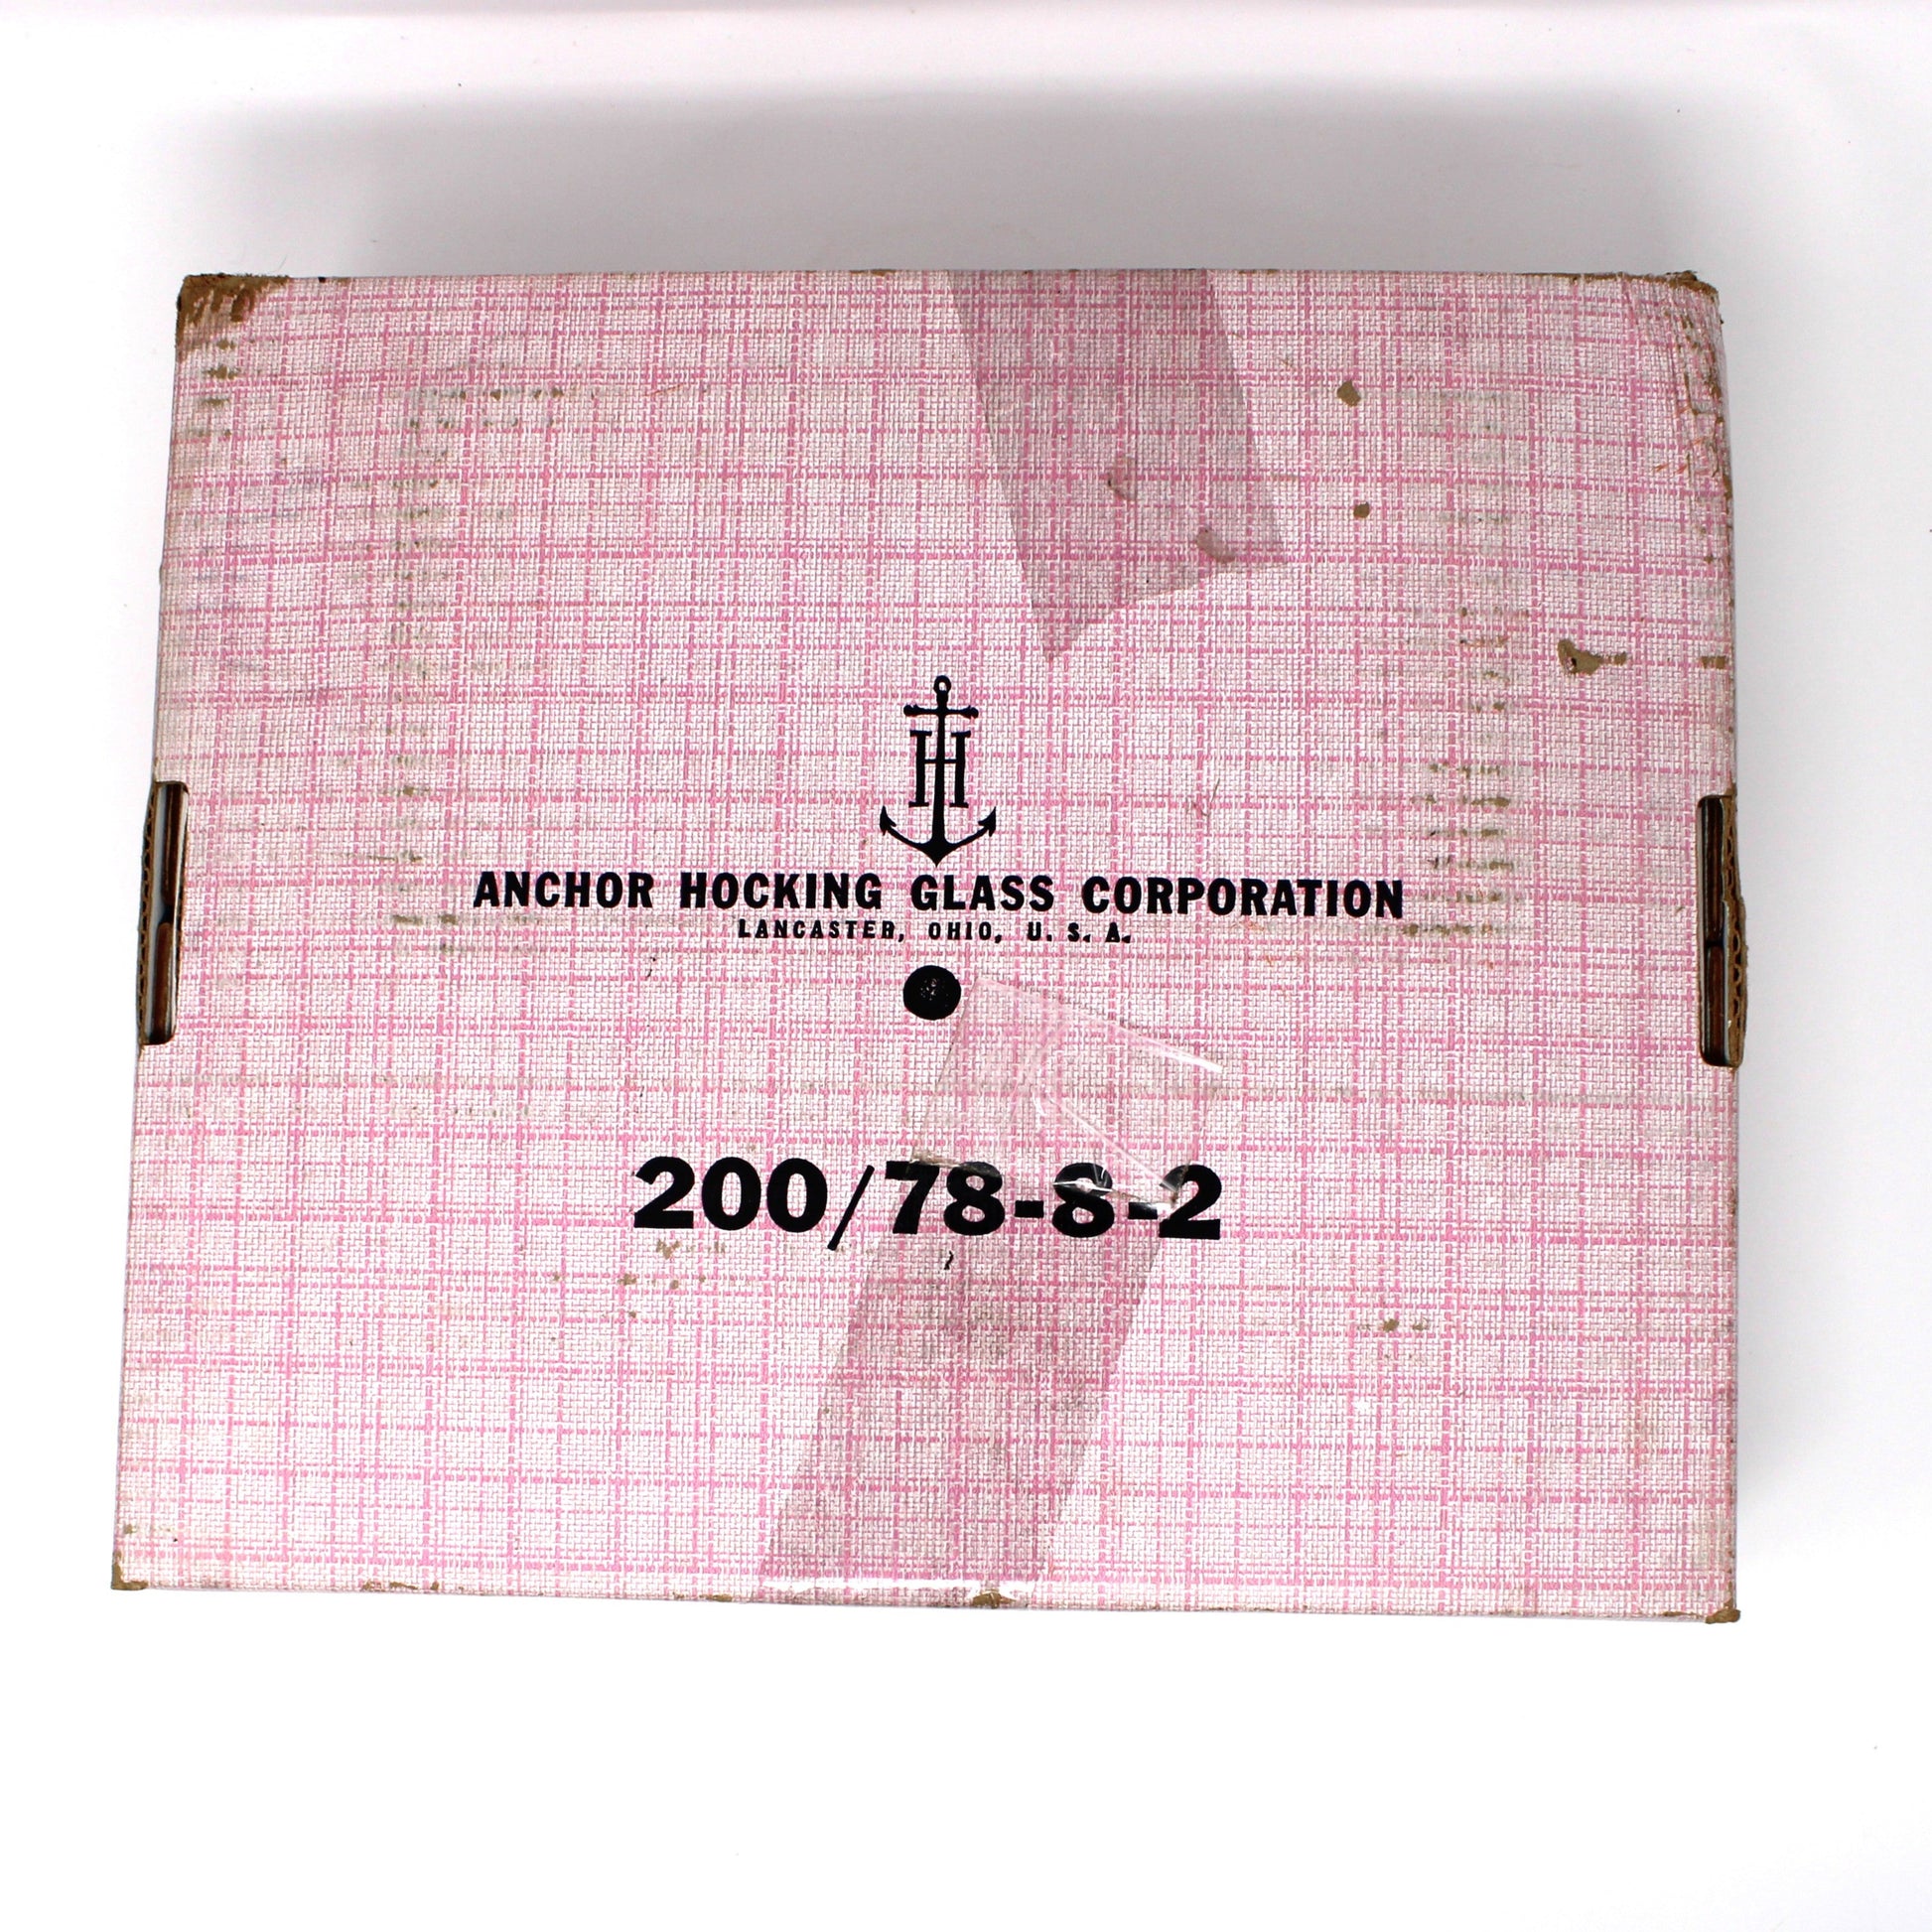 H
ANCHOR HOCKING GLASS CORPORATION
LANCASTER, OHIO, U. S. A.
200/78-8-2